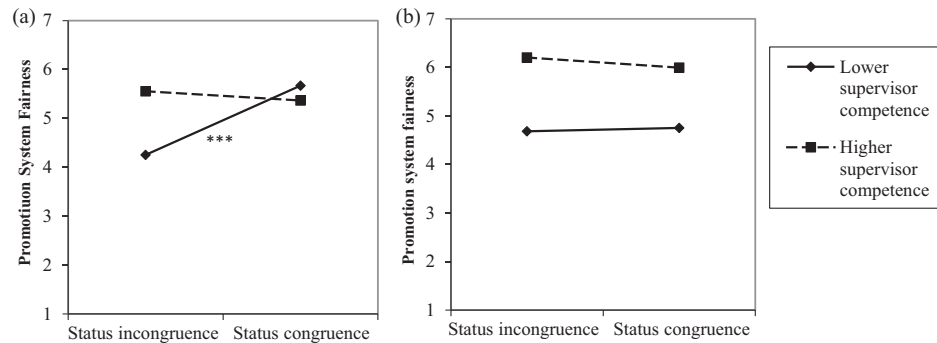 (a)
7
6
5
4
3
2
1
Promotiuon System Fairness
***
Status incongruence Status congruence
(b)
7
6
5
4
3
2
1
Promotion system fairness
Status incongruence Status congruence
Lower
supervisor
competence
Higher
supervisor
competence